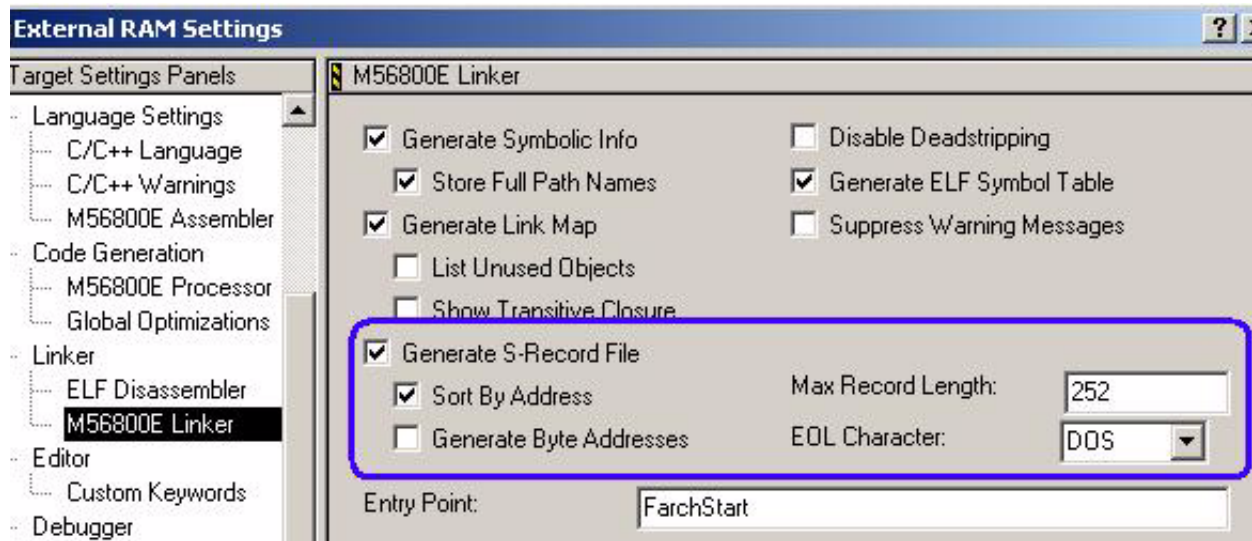 External RAM Settings
?
Target Settings Panels
Language Settings
C/C++ Language
C/C++ Warnings
M56800E Assembler
Code Generation
M56800E Processor
Global Optimizations
Linker
ELF Disassembler
M56800E Linker
Editor
Custom Keywords
Debugger
M56800E Linker
Generate Symbolic Info
Disable Deadstripping
Store Full Path Names
Generate ELF Symbol Table
Generate Link Map
Suppress Warning Messages
List Unused Objects
Show Transitive Closure
Generate S-Record File
Sort By Address
Max Record Length: 252
Generate Byte Addresses
EOL Character: DOS
Entry Point: FarchStart